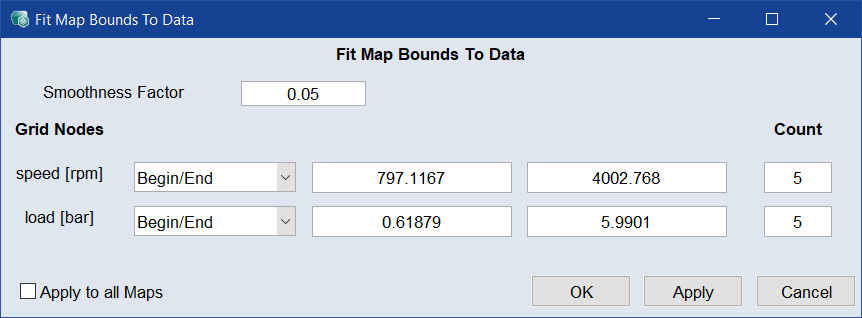 Fit Map Bounds To Data
Fit Map Bounds To Data
Smoothness Factor 0.05
Grid Nodes Count
speed [rpm] Begin/End 797.1167 4002.768 5
load [bar] Begin/End 0.61879 5.9901 5
Apply to all Maps OK Apply Cancel